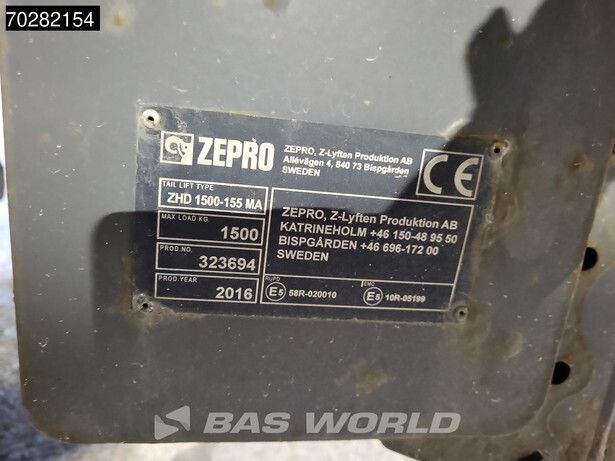 70282154
ZEPRO
ZEPRO, Z-Lyften Produktion AB
Allévägen 4, 840 73 Bispgården
SWEDEN
CE
TAIL LIFT TYPE
ZHD 1500-155 MA
MAX LOAD KG.
1500
PROD.NO.
323694
PROD.YEAR
2016
ZEPRO, Z-Lyften Produktion AB
KATRINEHOLM +46 150-48 95 50
BISPGÅRDEN +46 696-172 00
SWEDEN
RUPD
E5 58R-020010
EMC
E5 10R-05199
BAS WORLD